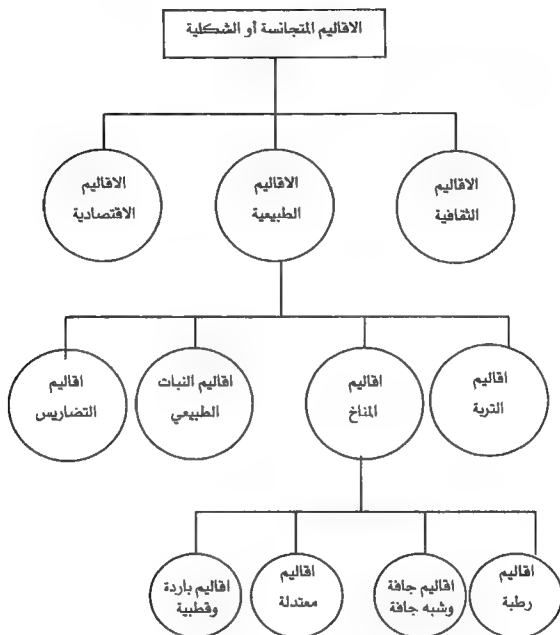 الاقاليم المتجانسة أو الشكلية
الاقاليم
الثقافية
الاقاليم
الطبيعية
الاقاليم
الاقتصادية
اقاليم
التربة
اقاليم
المناخ
اقاليم النبات
الطبيعي
اقاليم
التضاريس
اقاليم
رطبة
اقاليم جافة
وشبه جافة
اقاليم
معتدلة
اقاليم باردة
وقطبية